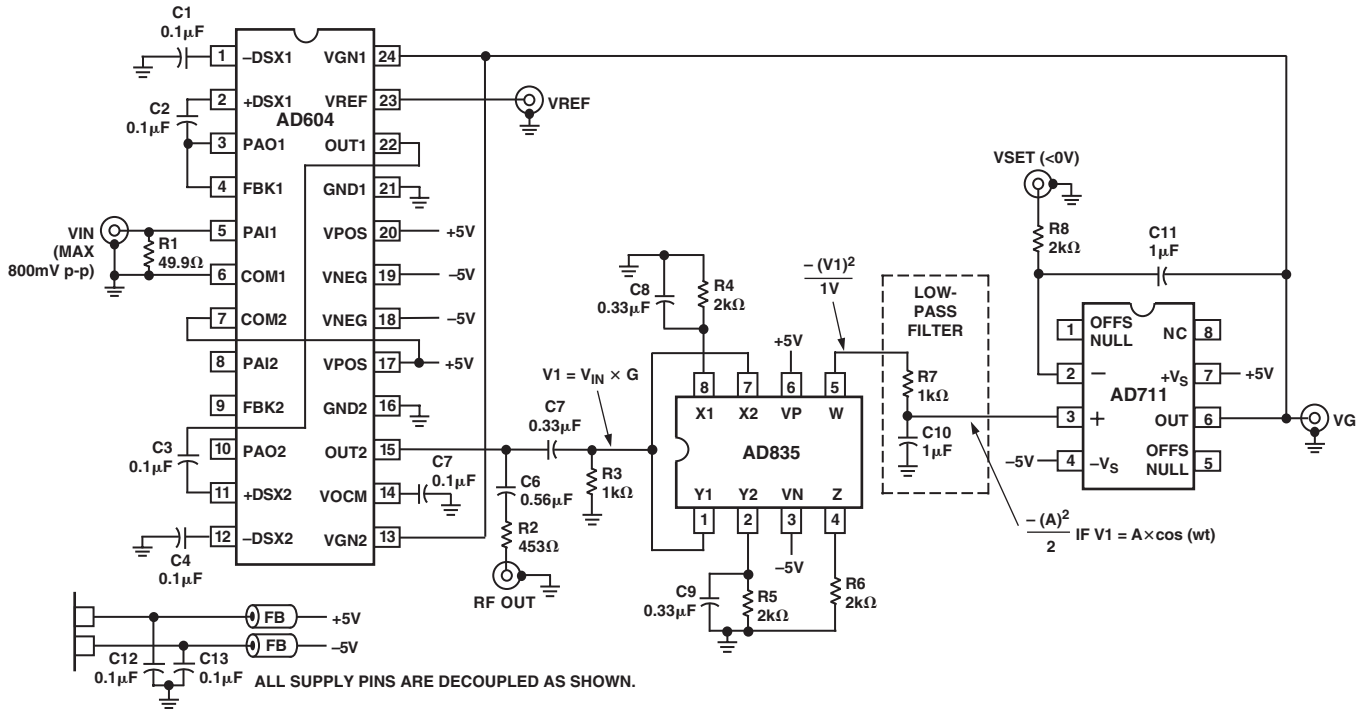 C1
0.1μF
1
–DSX1
VGN1
24
2
+DSX1
VREF
23
VREF
C2
0.1μF
AD604
3
PAO1
OUT1
22
4
FBK1
GND1
21
VIN
(MAX
800mV p-p)
R1
49.9Ω
5
PAI1
VPOS
20
+5V
6
COM1
VNEG
19
–5V
7
COM2
VNEG
18
–5V
8
PAI2
VPOS
17
+5V
9
FBK2
GND2
16
C3
0.1μF
10
PAO2
OUT2
15
11
+DSX2
VOCM
14
C7
0.1μF
12
–DSX2
VGN2
13
C4
0.1μF
C6
0.56μF
R2
453Ω
RF OUT
C7
0.33μF
R3
1kΩ
V1 = VIN × G
C8
0.33μF
R4
2kΩ
–(V1)2
1V
+5V
8
7
6
5
X1
X2
VP
W
AD835
Y1
Y2
VN
Z
1
2
3
4
–5V
C9
0.33μF
R5
2kΩ
R6
2kΩ
LOW-
PASS
FILTER
R7
1kΩ
C10
1μF
–(A)2
2
IF V1 = A×cos (wt)
VSET (<0V)
R8
2kΩ
C11
1μF
1
OFFS
NULL
NC
8
2
–
+VS
7
+5V
AD711
3
+
OUT
6
VG
–5V
4
–VS
OFFS
NULL
5
FB
+5V
FB
–5V
C12
0.1μF
C13
0.1μF
ALL SUPPLY PINS ARE DECOUPLED AS SHOWN.